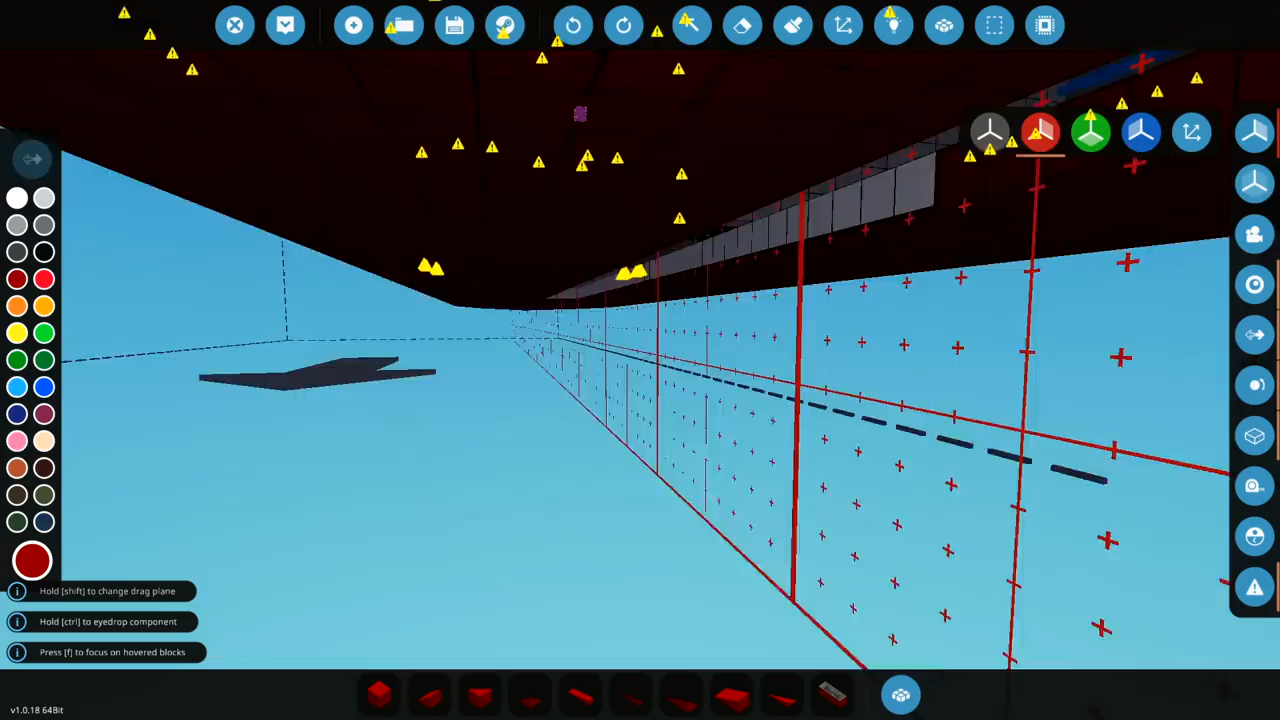 Hold [shift] to change drag plane
Hold [ctrl] to eyedrop component
Press [f] to focus on hovered blocks
v1.0.18 64Bit